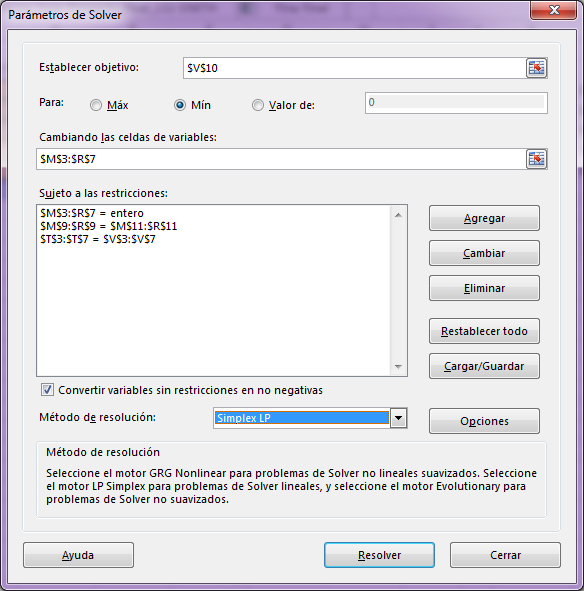 Parámetros de Solver
Establecer objetivo: $V$10
Para: Máx Mín Valor de: 0
Cambiando las celdas de variables:
$M$3:$R$7
Sujeto a las restricciones:
$M$3:$R$7 = entero
$M$9:$R$9 = $M$11:$R$11
$T$3:$T$7 = $V$3:$V$7
Agregar
Cambiar
Eliminar
Restablecer todo
Cargar/Guardar
Convertir variables sin restricciones en no negativas
Método de resolución: Simplex LP Opciones
Método de resolución
Seleccione el motor GRG Nonlinear para problemas de Solver no lineales suavizados. Seleccione
el motor LP Simplex para problemas de Solver lineales, y seleccione el motor Evolutionary para
problemas de Solver no suavizados.
Ayuda Resolver Cerrar